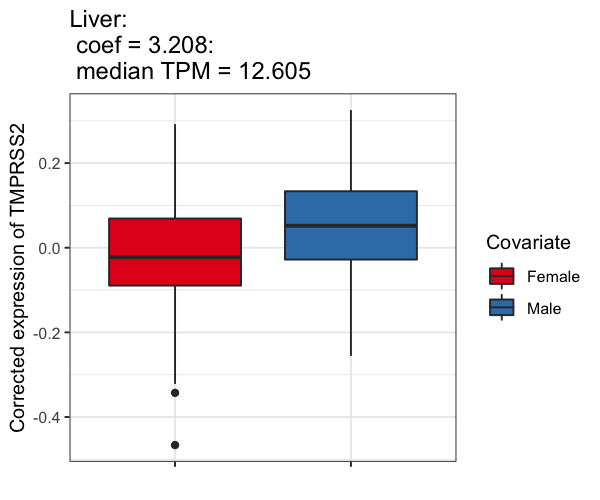 Liver:
coef = 3.208:
median TPM = 12.605
Corrected expression of TMPRSS2
0.2
0.0
-0.2
-0.4
Covariate
Female
Male